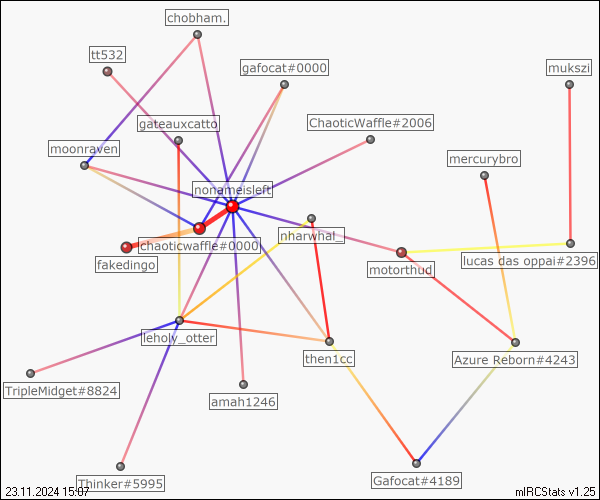 chobham.
tt532
gafocat#0000
mukszi
gateauxcatto
ChaoticWaffle#2006
moonraven
mercurybro
nonameisleft
nharwhal_
chaoticwaffle#0000
fakedingo
motorthud
lucas das oppai#2396
leholy_otter
then1cc
Azure Reborn#4243
TripleMidget#8824
amah1246
Thinker#5995
Gafocat#4189
23.11.2024 15:07
mIRCStats v1.25